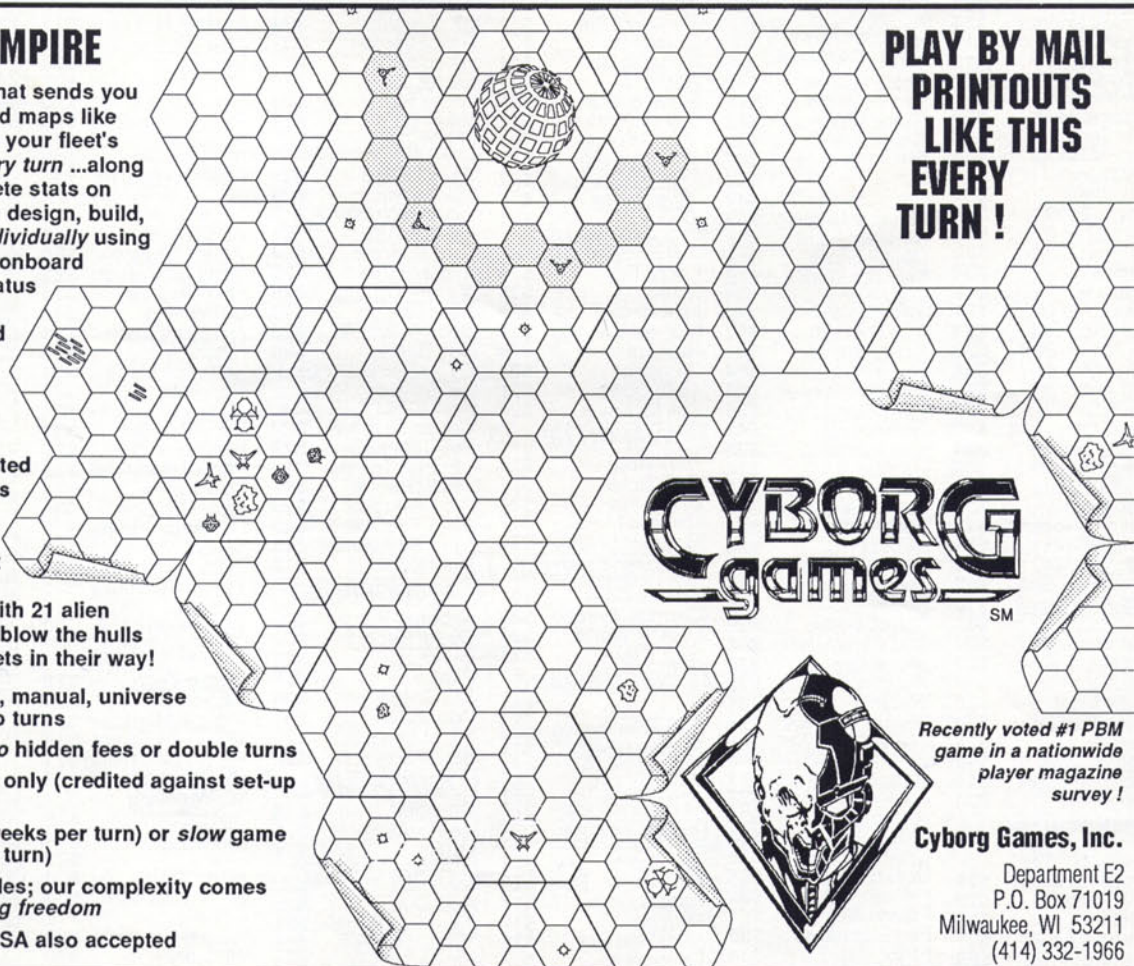 MPIRE
hat sends you
d maps like
your fleet's
ry turn ...along
ete stats on
design, build,
dividually using
onboard
atus
d
ted
s
ith 21 alien
blow the hulls
ets in their way!
, manual, universe
o turns
o hidden fees or double turns
only (credited against set-up
eeks per turn) or slow game
turn)
les; our complexity comes
g freedom
SA also accepted
PLAY BY MAIL
PRINTOUTS
LIKE THIS
EVERY
TURN !
CYBORG
games
SM
Recently voted #1 PBM
game in a nationwide
player magazine
survey !
Cyborg Games, Inc.
Department E2
P.O. Box 71019
Milwaukee, WI 53211
(414) 332-1966